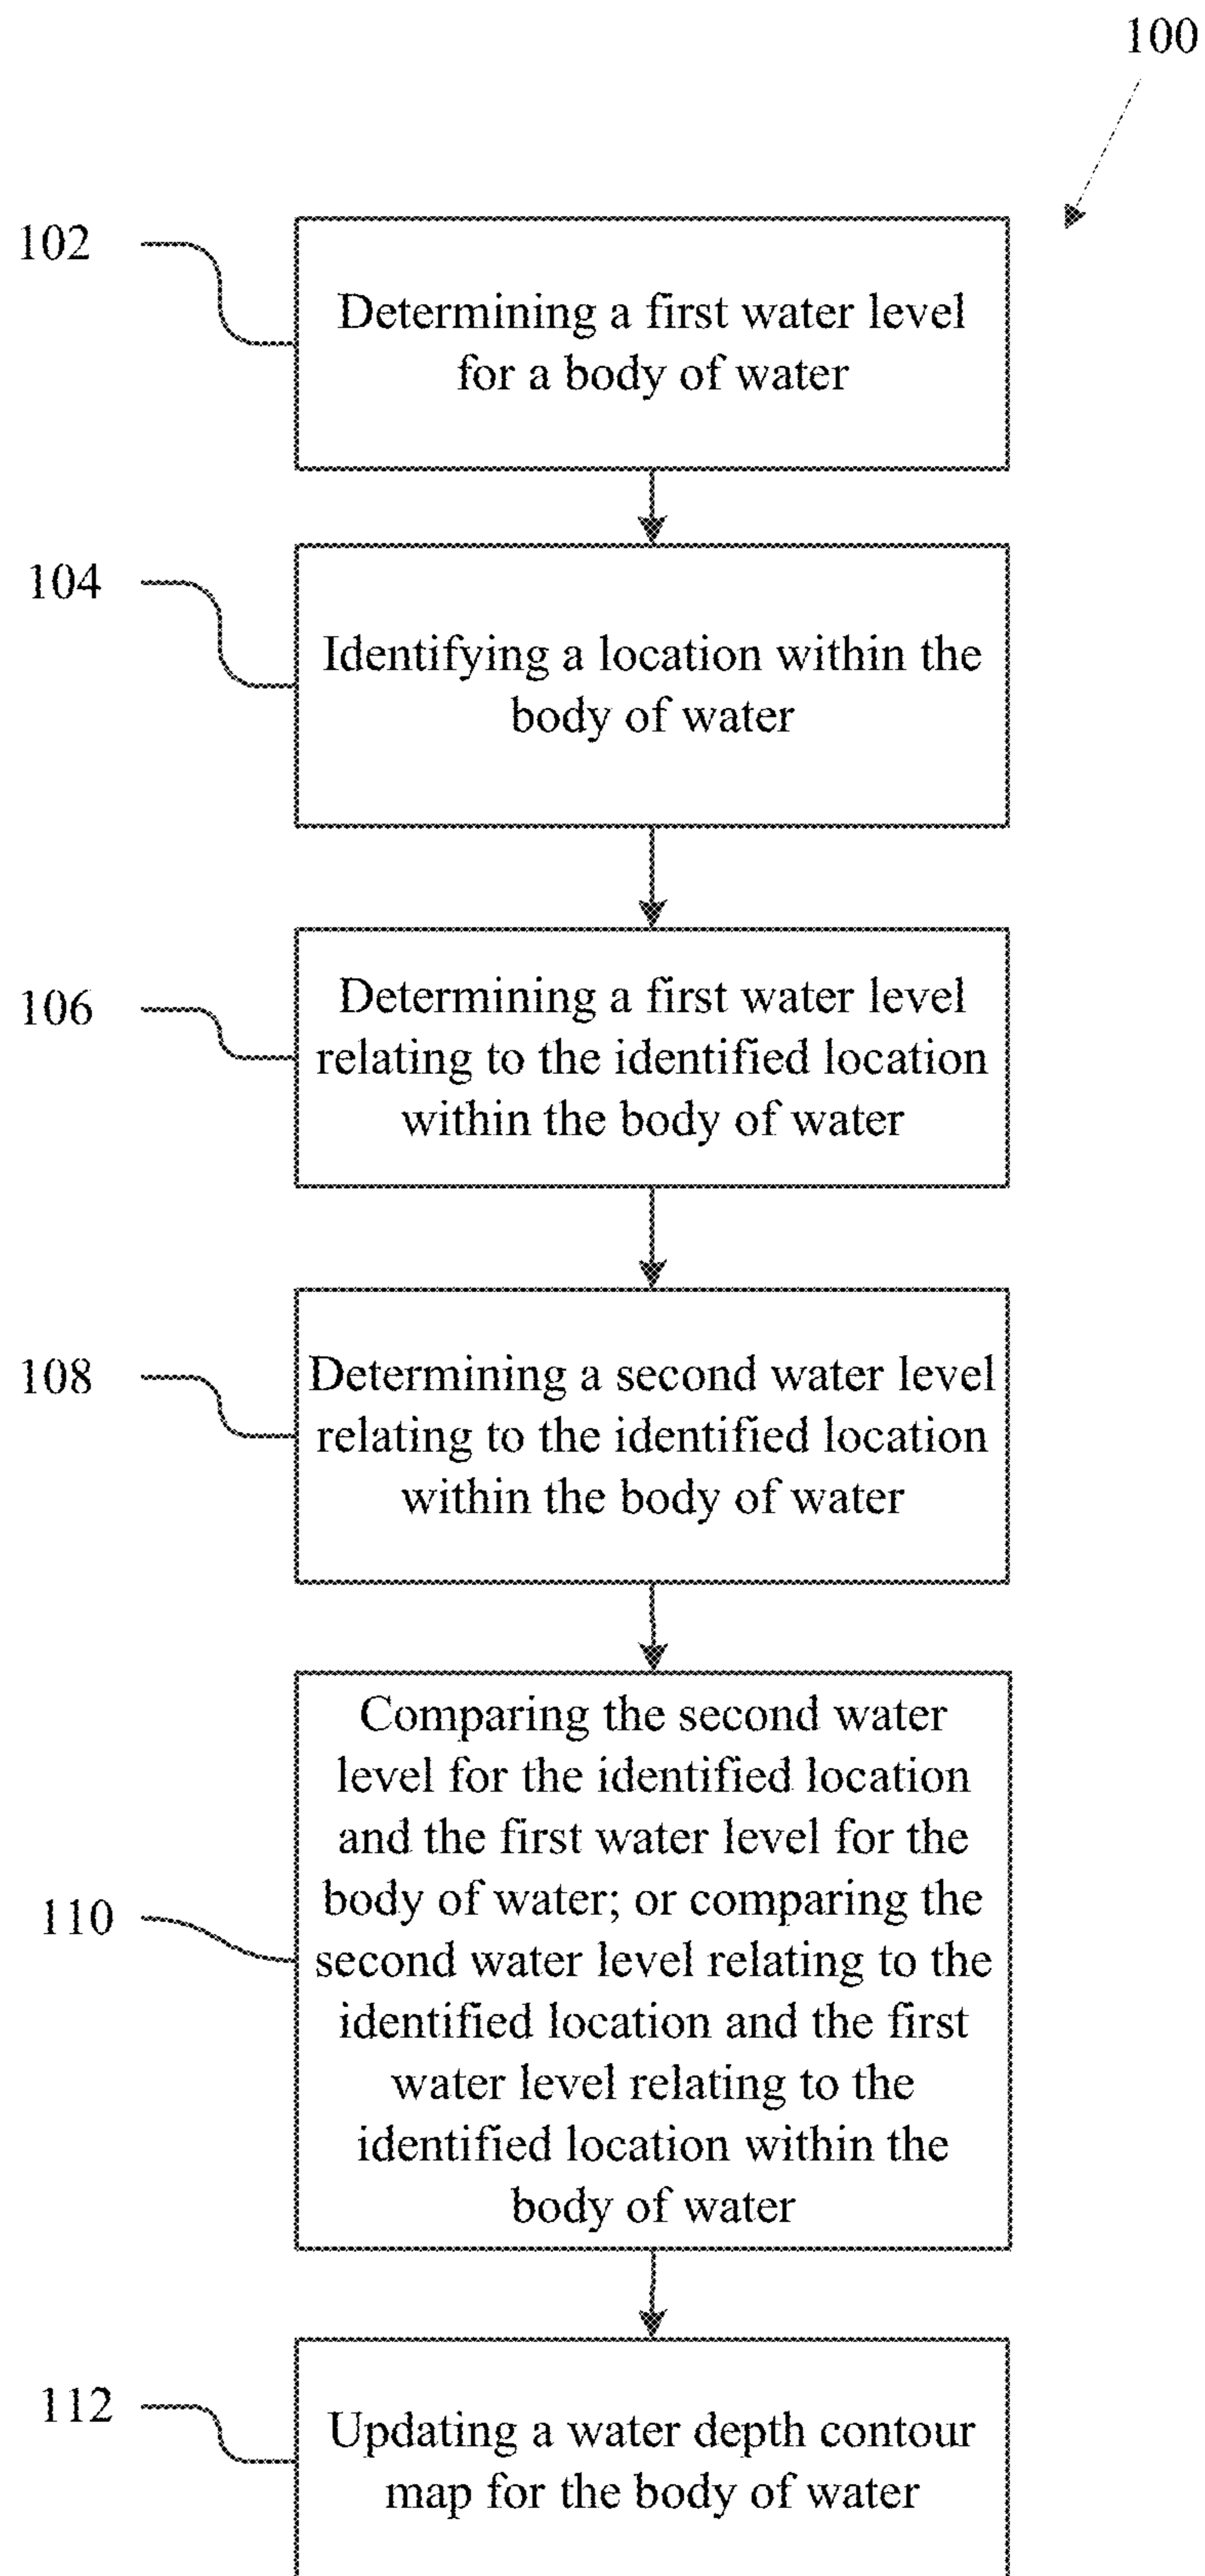 100
102
Determining a first water level
for a body of water
104
Identifying a location within the
body of water
106
Determining a first water level
relating to the identified location
within the body of water
108
Determining a second water level
relating to the identified location
within the body of water
110
Comparing the second water
level for the identified location
and the first water level for the
body of water; or comparing the
second water level relating to the
identified location and the first
water level relating to the
identified location within the
body of water
112
Updating a water depth contour
map for the body of water